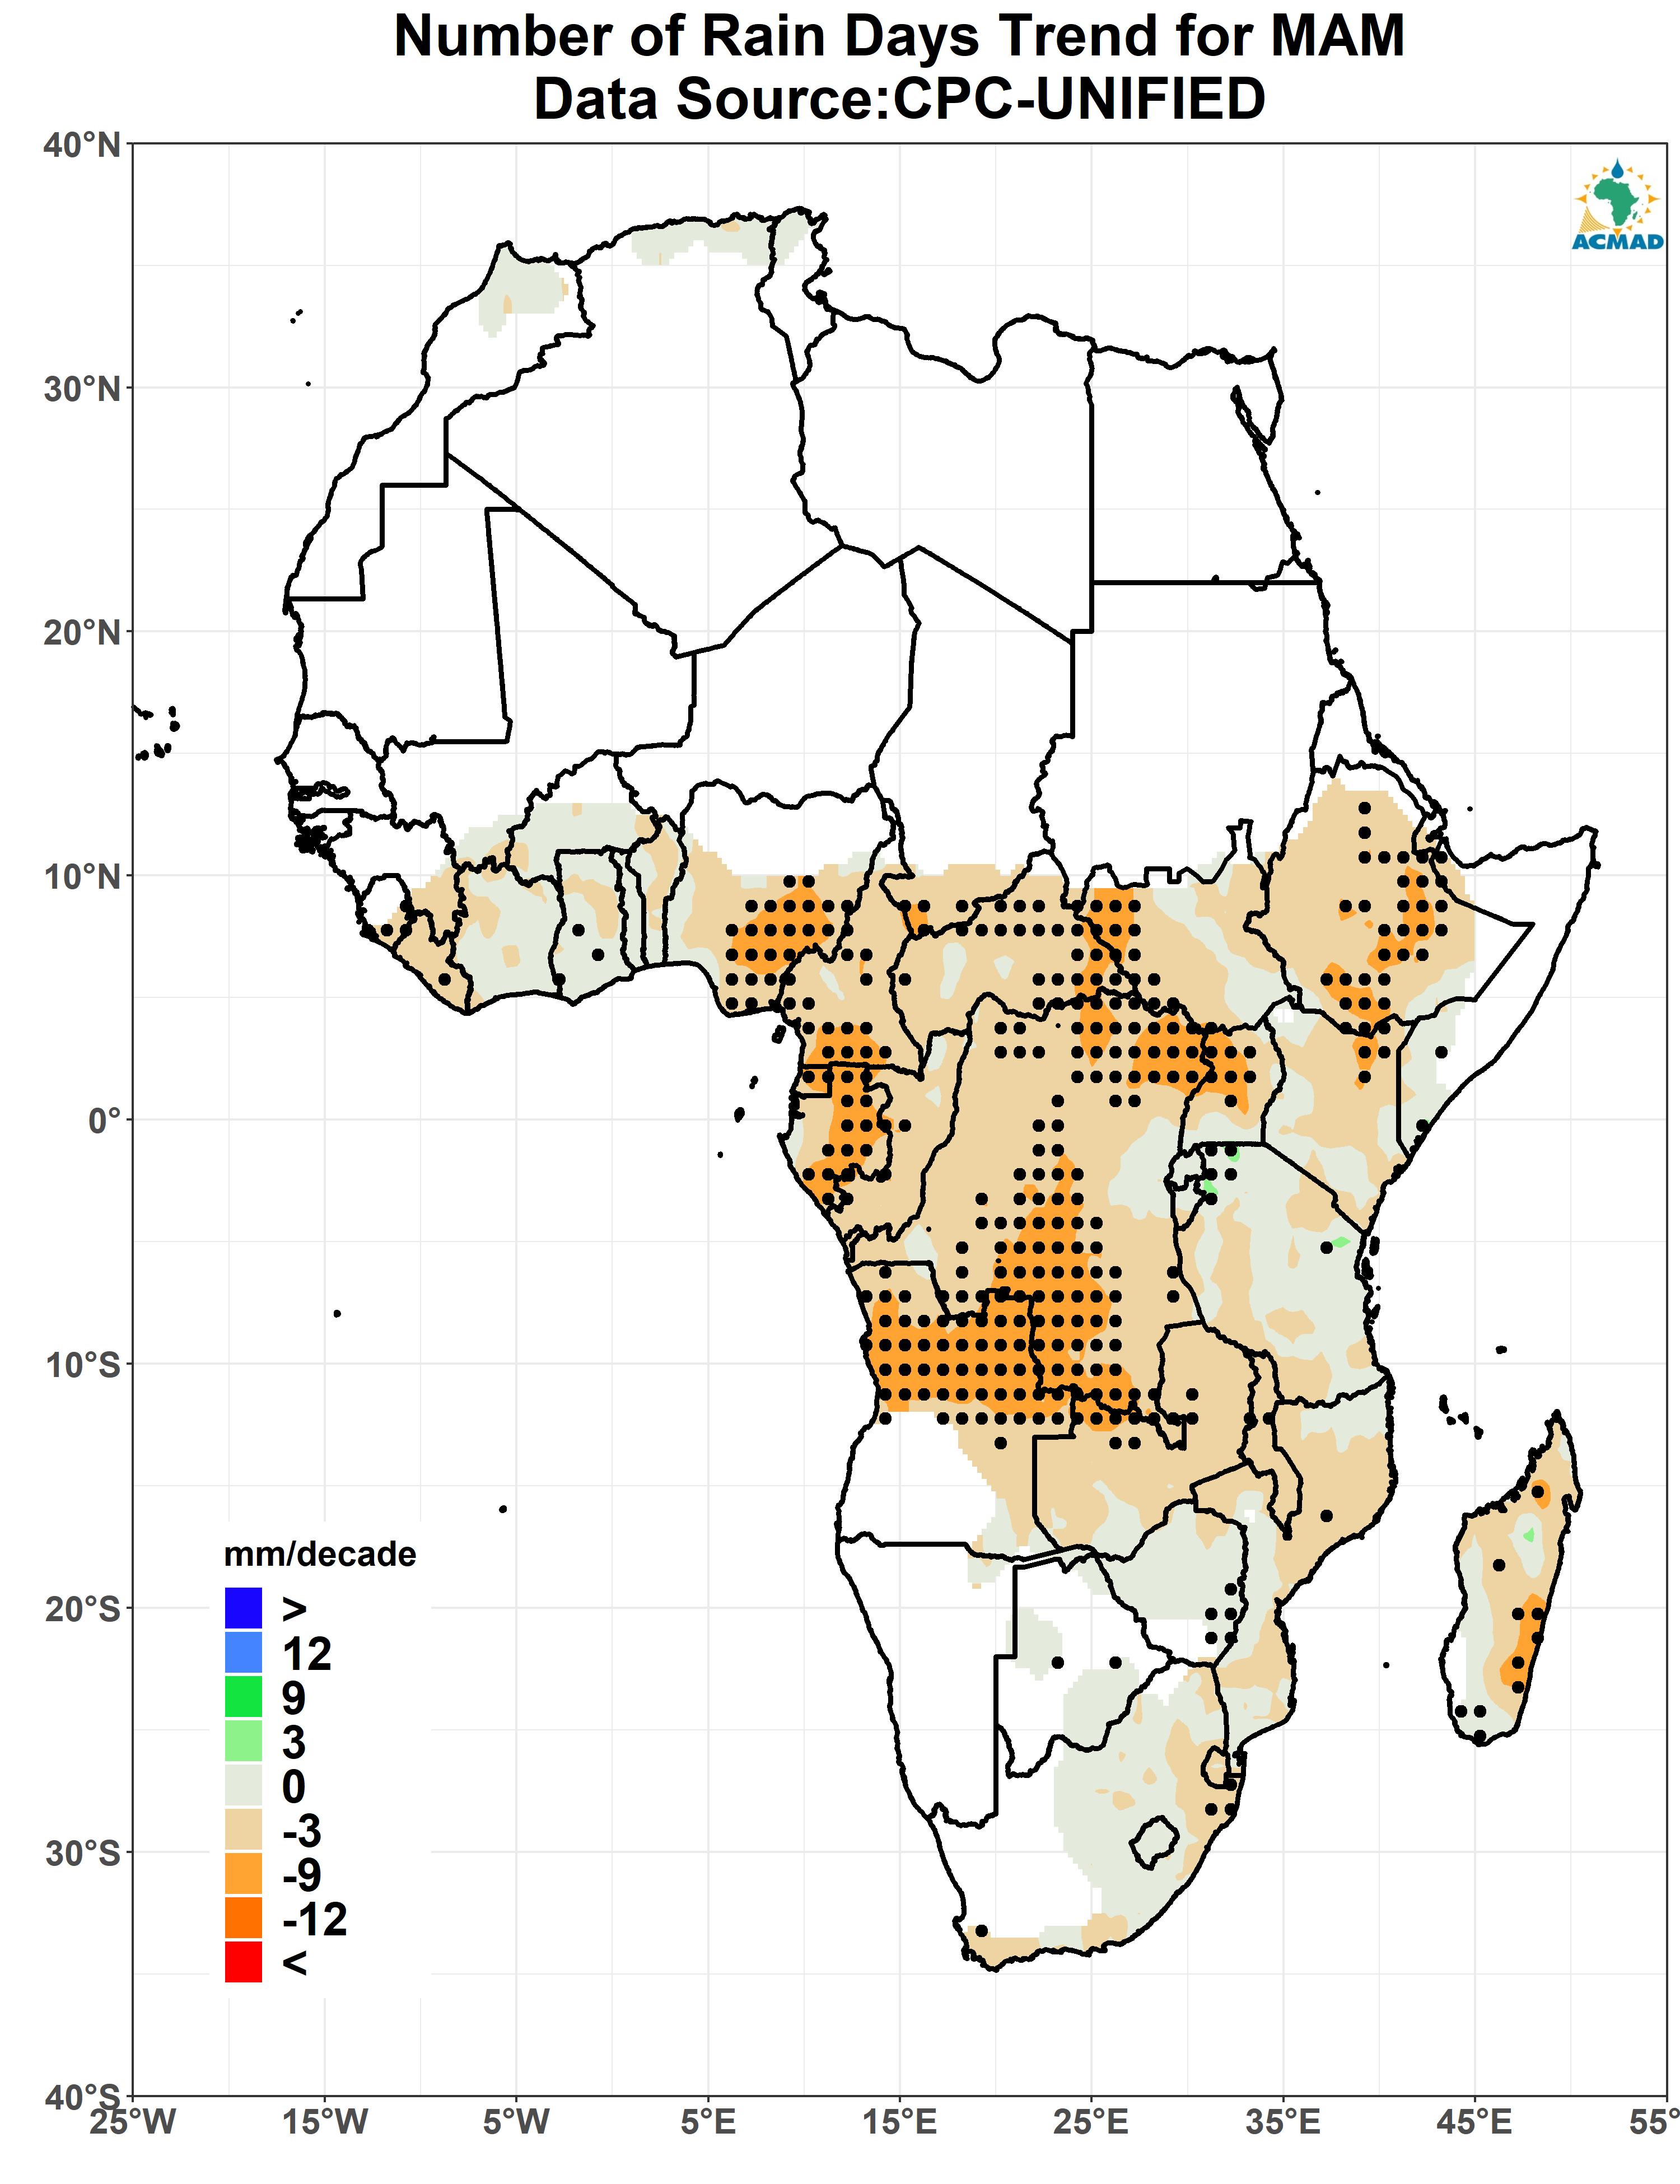 Number of Rain Days Trend for MAM
Data Source:CPC-UNIFIED
40°N
ACMAD
30°N
20°N
10°N
0°
10°S
mm/decade
>
12
9
3
0
-3
-9
-12
<
20°S
30°S
40°S
25°W 15°W 5°W 5°E 15°E 25°E 35°E 45°E 55°